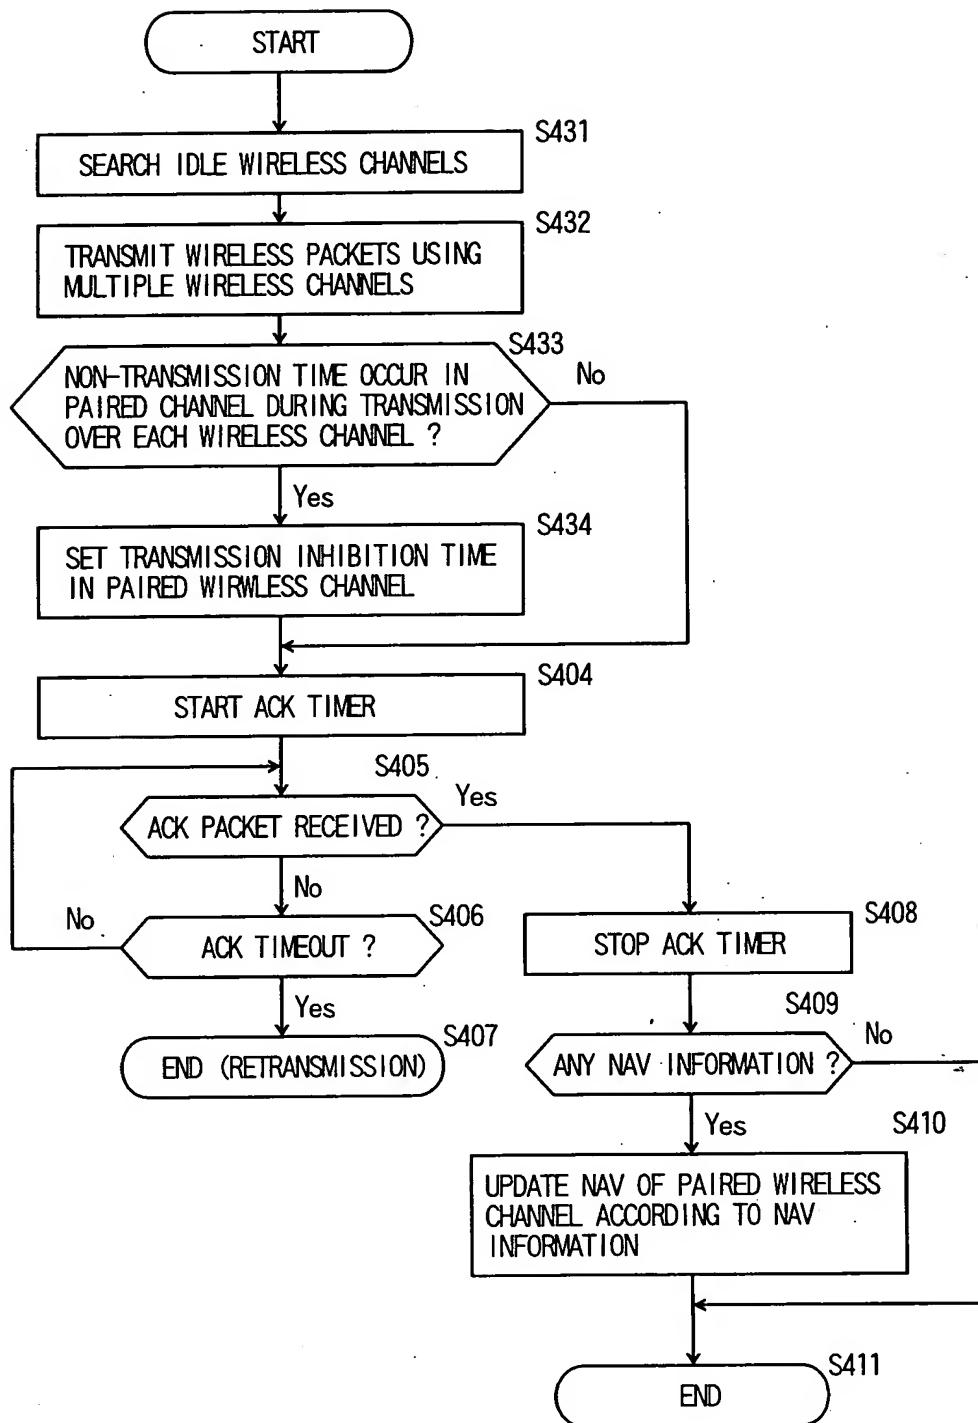 START
S431
SEARCH IDLE WIRELESS CHANNELS
S432
TRANSMIT WIRELESS PACKETS USING
MULTIPLE WIRELESS CHANNELS
S433
NON-TRANSMISSION TIME OCCUR IN
PAIRED CHANNEL DURING TRANSMISSION
OVER EACH WIRELESS CHANNEL ?
No
Yes
S434
SET TRANSMISSION INHIBITION TIME
IN PAIRED WIRWLESS CHANNEL
S404
START ACK TIMER
S405
ACK PACKET RECEIVED ?
Yes
No
S406
ACK TIMEOUT ?
No
Yes
S407
END (RETRANSMISSION)
S408
STOP ACK TIMER
S409
ANY NAV INFORMATION ?
No
Yes
S410
UPDATE NAV OF PAIRED WIRELESS
CHANNEL ACCORDING TO NAV
INFORMATION
S411
END